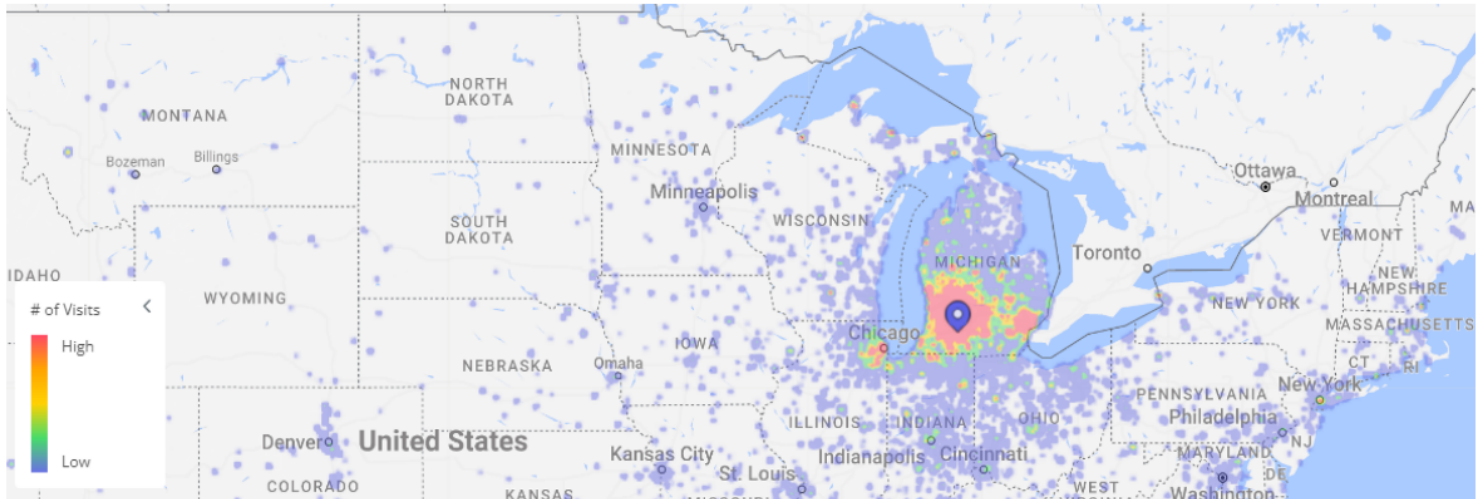 NORTH
DAKOTA
MONTANA
Bozeman
Billings
MINNESOTA
Minneapolis
WISCONSIN
SOUTH
DAKOTA
Ottawa
Montreal
MA
VERMONT
Toronto
MICHIGAN
IDAHO
WYOMING
NEW
HAMPSHIRE
NEW YORK
MASSACHUSETTS
# of Visits
High
Low
Chicago
IOWA
NEBRASKA
Omaha
CT
RI
New York
PENNSYLVANIA
Philadelphia
NJ
ILLINOIS
INDIANA
OHIO
Denver
United States
Kansas City
St. Louis
Indianapolis
Cincinnati
MARYLAND
DE
COLORADO
KANSAS
WEST
Washington